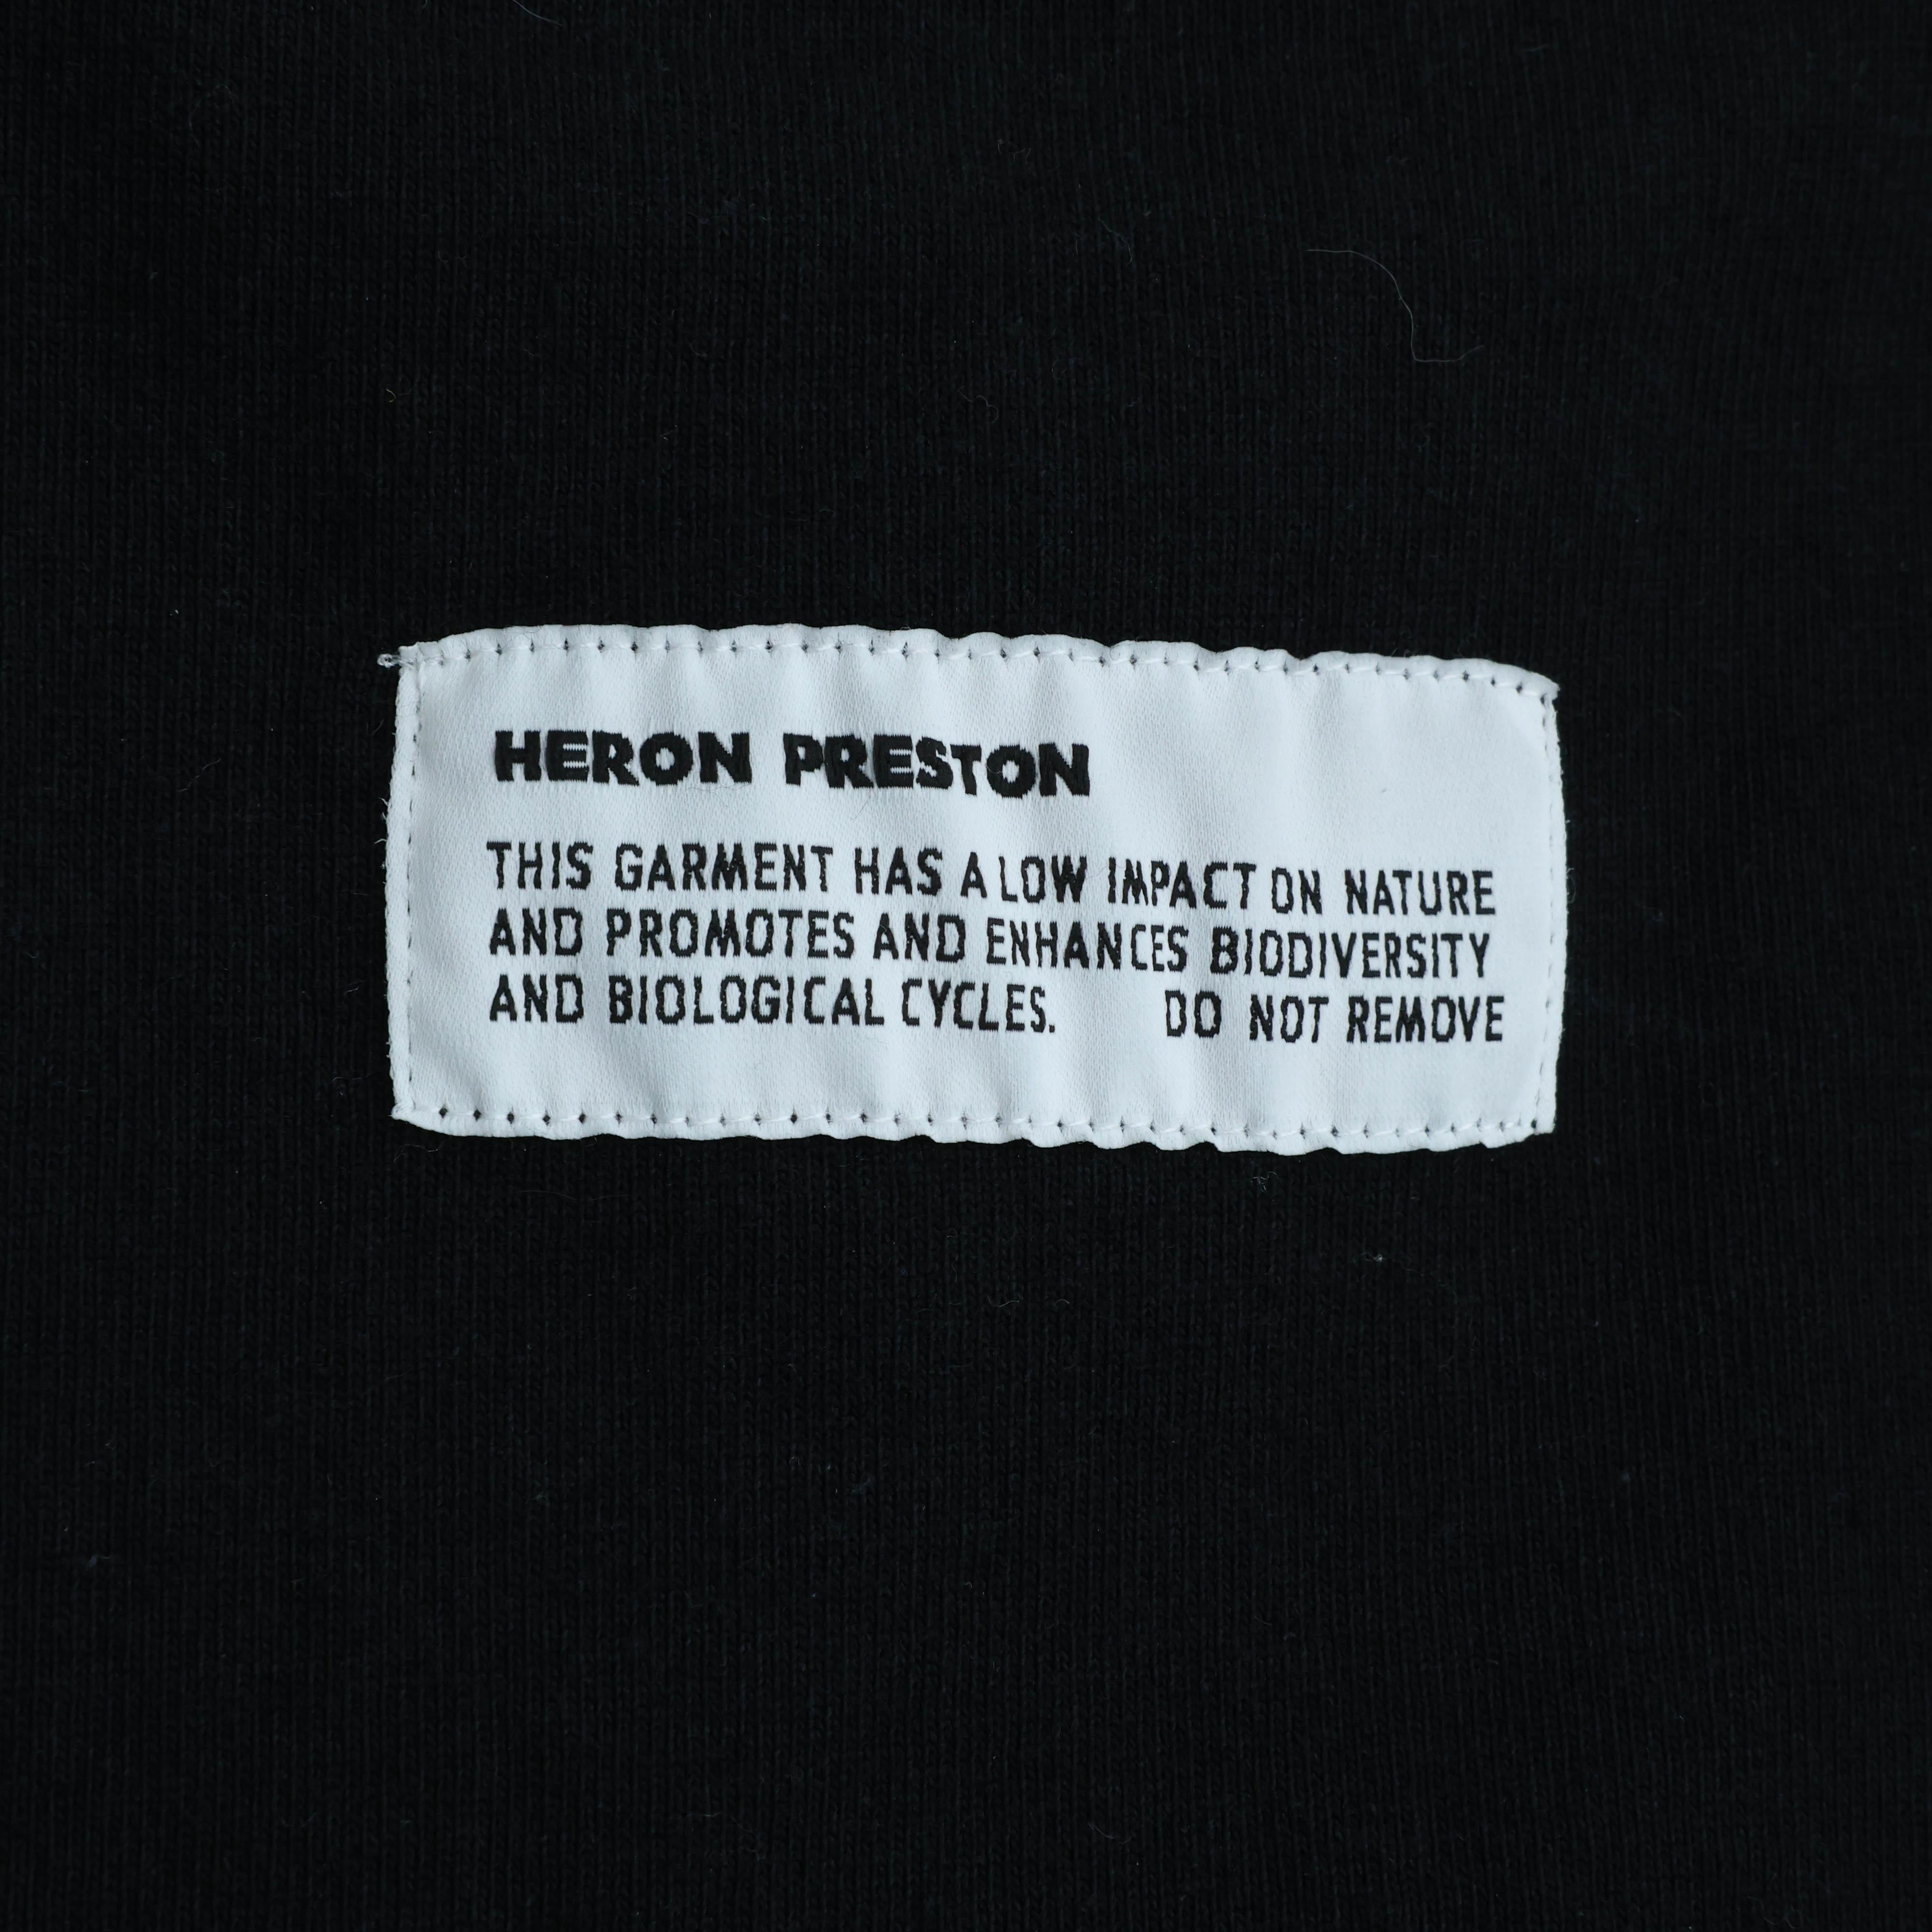 HERON PRESTON
THIS GARMENT HAS A LOW IMPACT ON NATURE
AND PROMOTES AND ENHANCES BIODIVERSITY
AND BIOLOGICAL CYCLES. DO NOT REMOVE